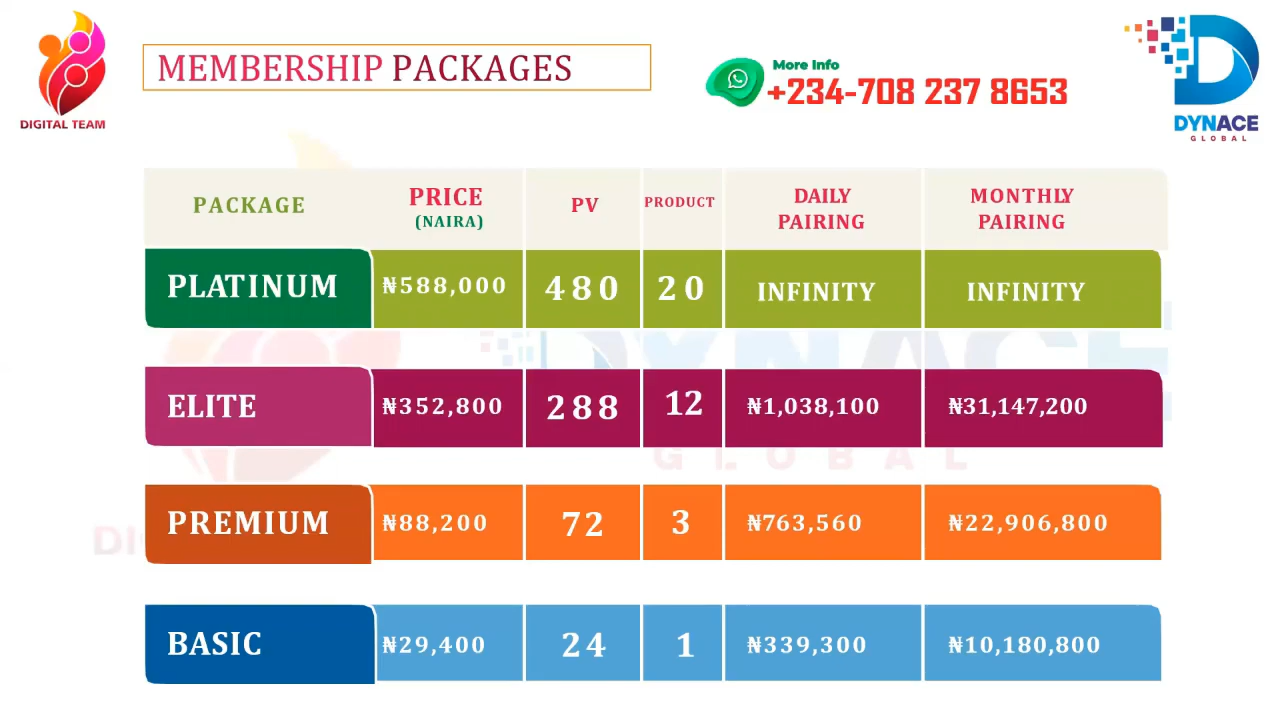 MEMBERSHIP PACKAGES
More Info
+234-708 237 8653
DIGITAL TEAM
DYNACE
GLOBAL
PACKAGE PRICE (NAIRA) PV PRODUCT DAILY PAIRING MONTHLY PAIRING
PLATINUM ₦588,000 480 20 INFINITY INFINITY
ELITE ₦352,800 288 12 ₦1,038,100 ₦31,147,200
PREMIUM ₦88,200 72 3 ₦763,560 ₦22,906,800
BASIC ₦29,400 24 1 ₦339,300 ₦10,180,800
DYNACE
GLOBAL